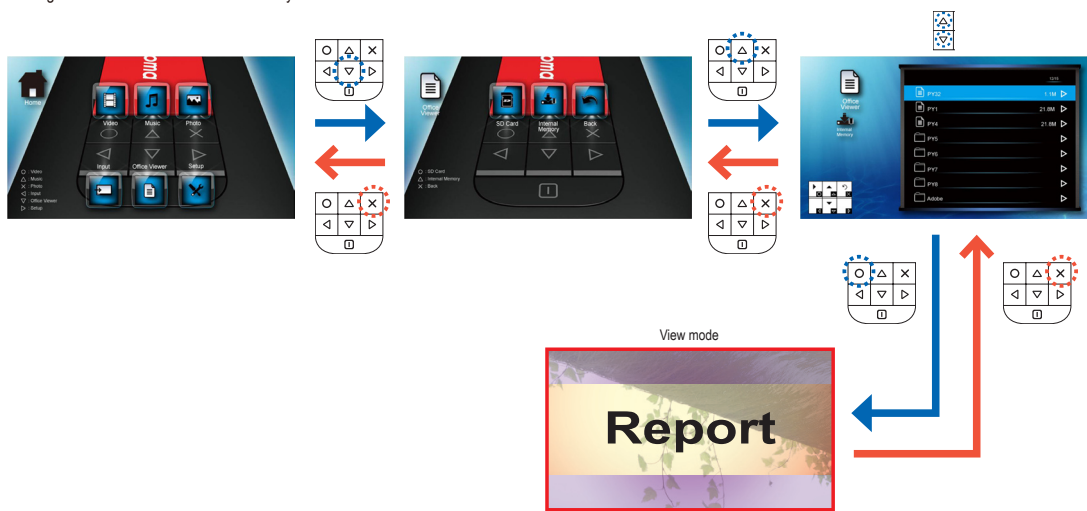 Home
oma
Video Music Photo
Input Office Viewer Setup
O : Video
△ : Music
X : Photo
◁ : Input
▽ : Office Viewer
▷ : Setup
Office
Viewer
oma
SD Card Internal
Memory Back
O : SD Card
△ : Internal Memory
X : Back
Office
Viewer
Internal
Memory
PY32 1.1M
PY1 21.8M
PY4 21.8M
PY5
PY6
PY7
PY8
Adobe
View mode
Report